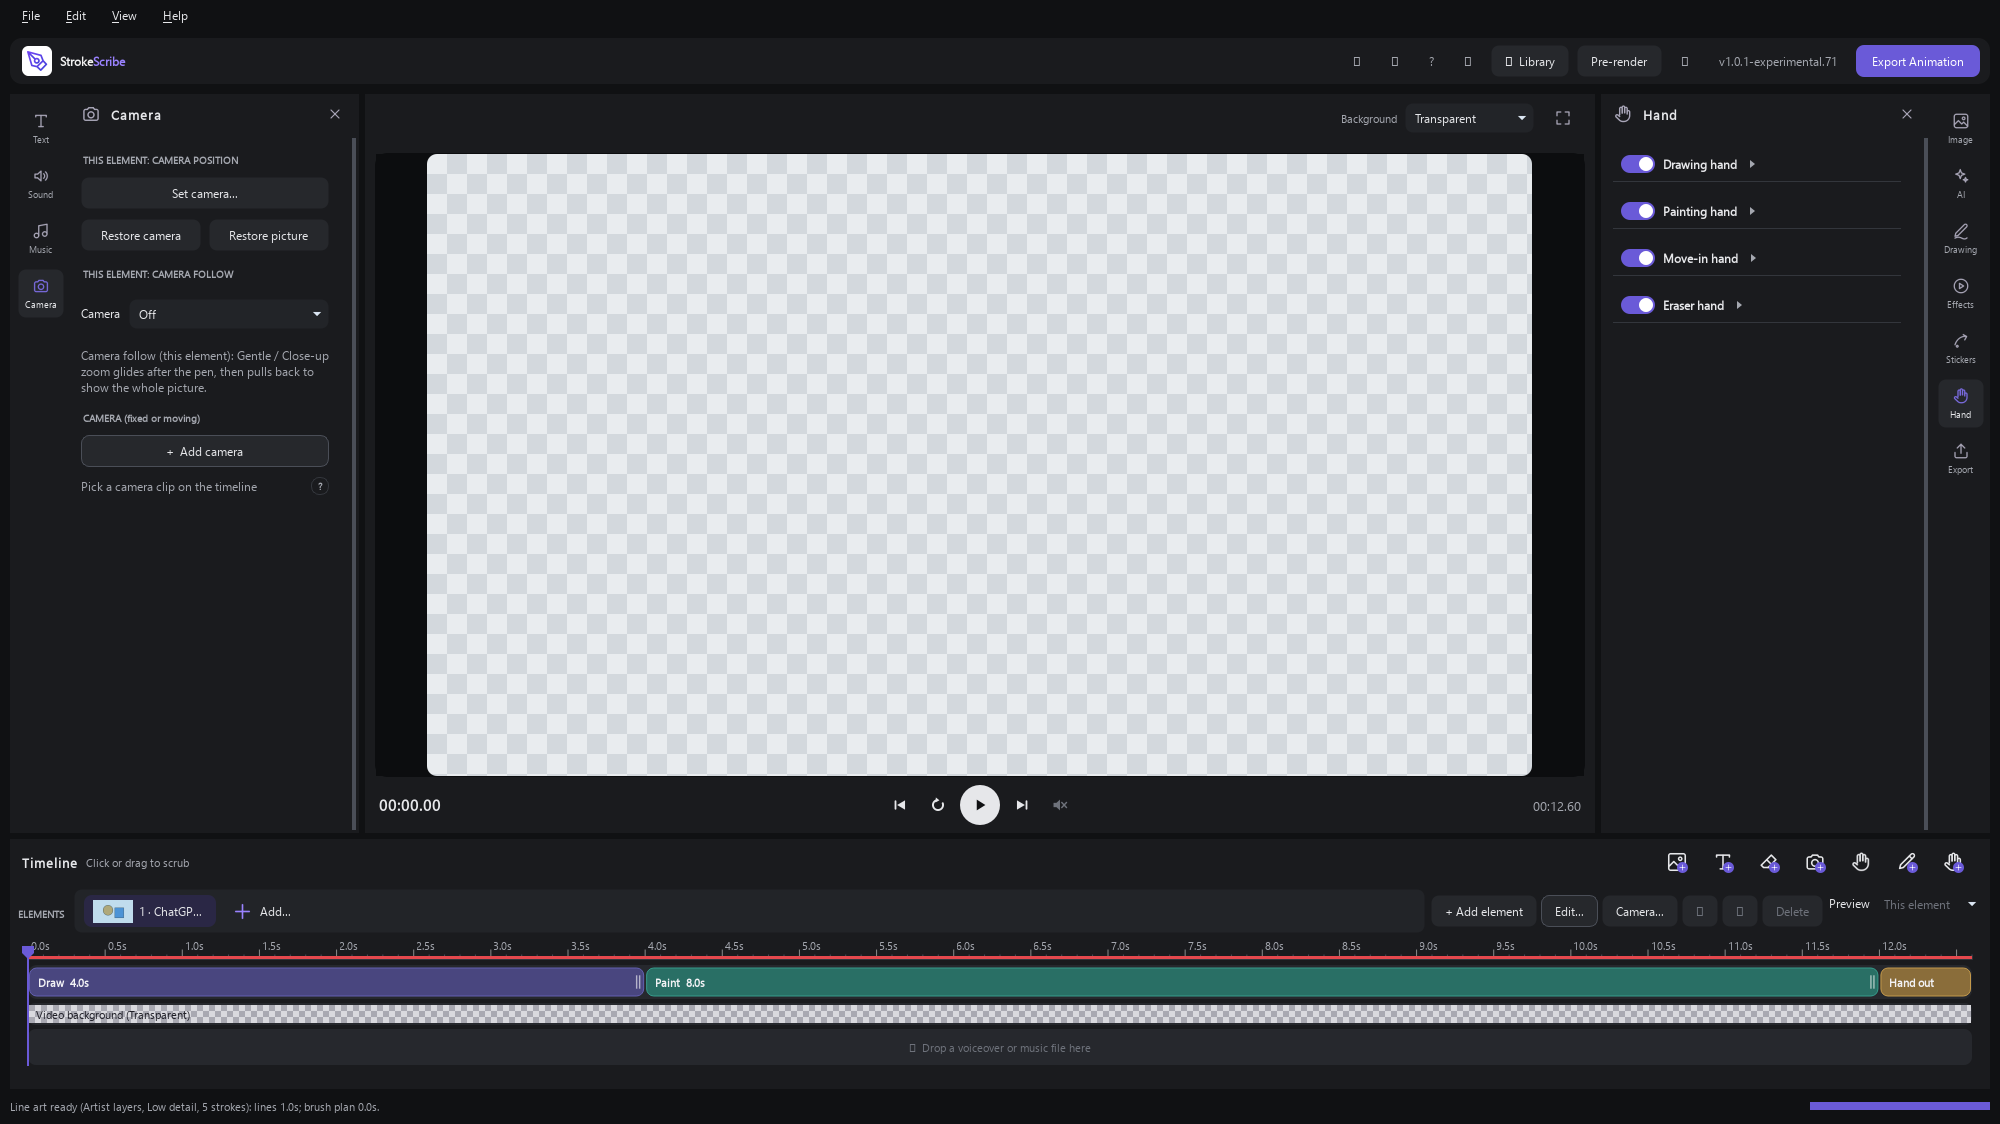 File Edit View Help
StrokeScribe
? Library Pre-render v1.0.1-experimental.71 Export Animation
Text
Sound
Music
Camera
Camera
THIS ELEMENT: CAMERA POSITION
Set camera...
Restore camera Restore picture
THIS ELEMENT: CAMERA FOLLOW
Camera Off
Camera follow (this element): Gentle / Close-up
zoom glides after the pen, then pulls back to
show the whole picture.
CAMERA (fixed or moving)
+ Add camera
Pick a camera clip on the timeline ?
Background Transparent
00:00.00
00:12.60
Hand
Drawing hand
Painting hand
Move-in hand
Eraser hand
Image
AI
Drawing
Effects
Stickers
Hand
Export
Timeline Click or drag to scrub
ELEMENTS 1 · ChatGP... Add... + Add element Edit... Camera... Delete Preview This element
0.0s 0.5s 1.0s 1.5s 2.0s 2.5s 3.0s 3.5s 4.0s 4.5s 5.0s 5.5s 6.0s 6.5s 7.0s 7.5s 8.0s 8.5s 9.0s 9.5s 10.0s 10.5s 11.0s 11.5s 12.0s
Draw 4.0s Paint 8.0s Hand out
Video background (Transparent)
Drop a voiceover or music file here
Line art ready (Artist layers, Low detail, 5 strokes): lines 1.0s; brush plan 0.0s.